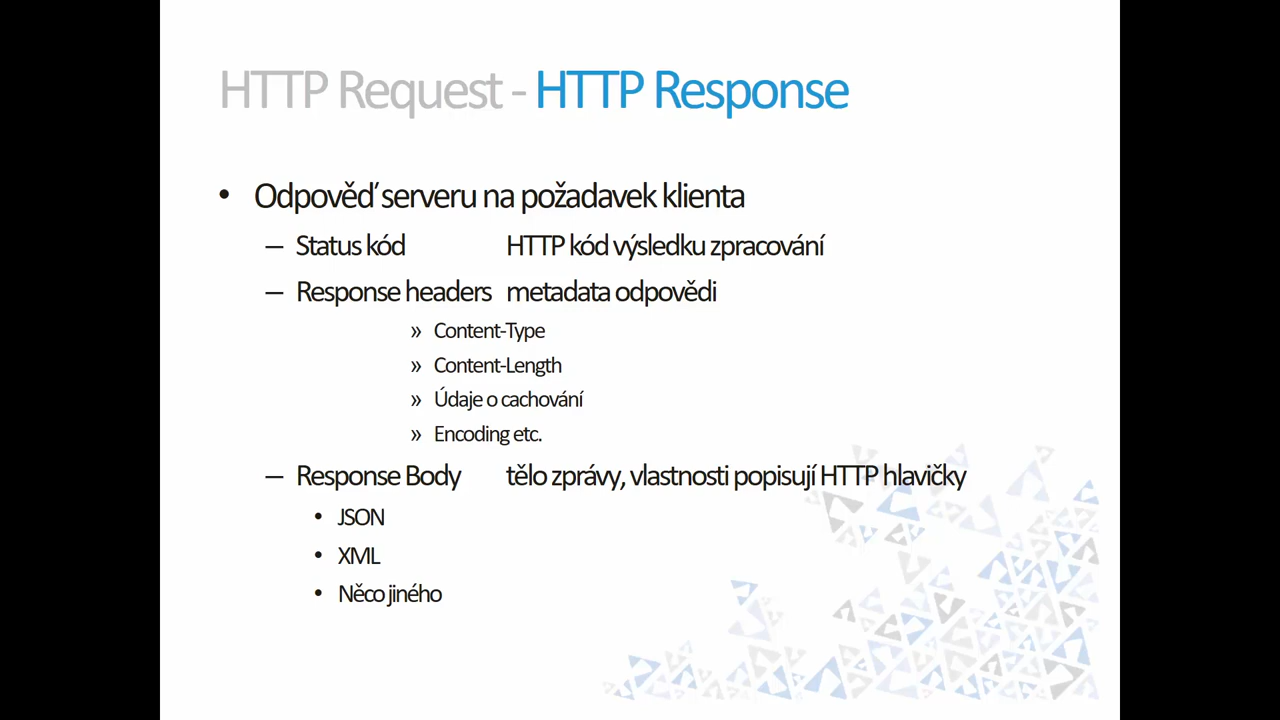 HTTP Request - HTTP Response
• Odpověď serveru na požadavek klienta
– Status kód HTTP kód výsledku zpracování
– Response headers metadata odpovědi
» Content-Type
» Content-Length
» Údaje o cachování
» Encoding etc.
– Response Body tělo zprávy, vlastnosti popisují HTTP hlavičky
• JSON
• XML
• Něco jiného